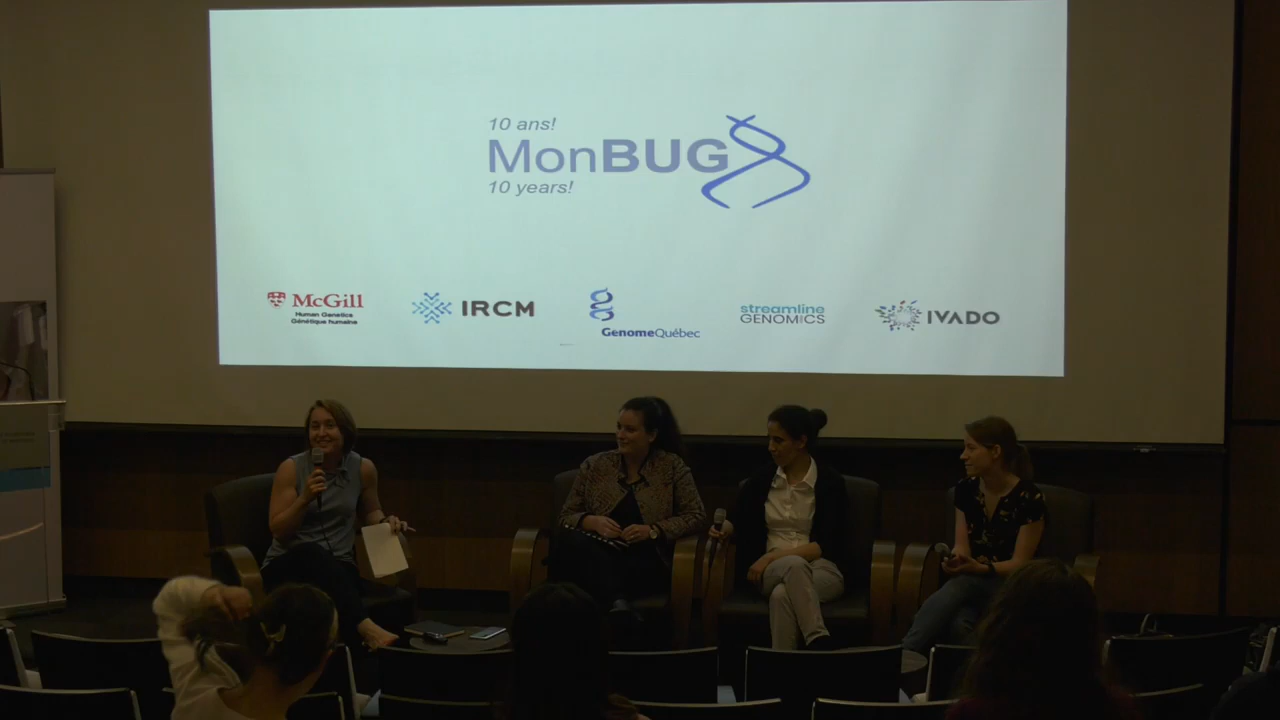 10 ans!
MonBUG
10 years!
McGill
Human Genetics
Génétique humaine
IRCM
GenomeQuébec
streamline
GENOMICS
IVADO